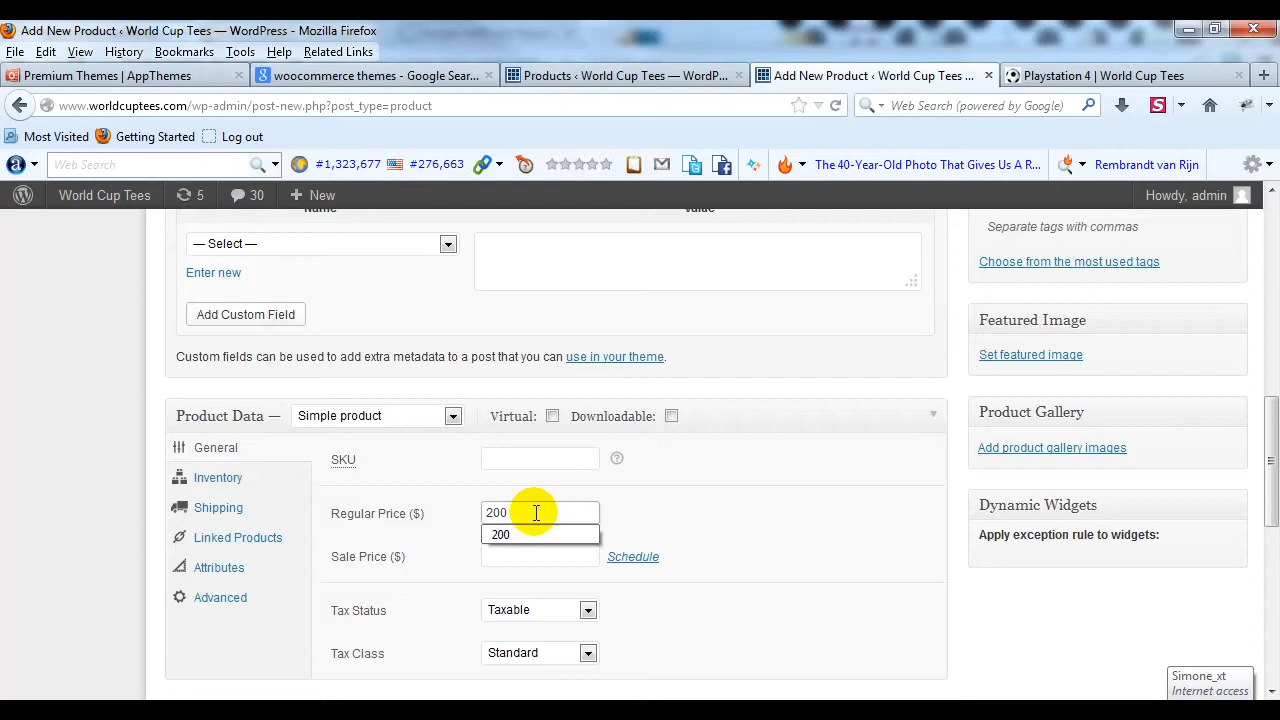 Add New Product ‹ World Cup Tees — WordPress - Mozilla Firefox
File Edit View History Bookmarks Tools Help Related Links
Premium Themes | AppThemes × woocommerce themes - Google Sear... × Products ‹ World Cup Tees — WordP... × Add New Product ‹ World Cup Tees ... × Playstation 4 | World Cup Tees × +
www.worldcuptees.com/wp-admin/post-new.php?post_type=product Web Search (powered by Google)
Most Visited Getting Started Log out
Web Search #1,323,677 #276,663 The 40-Year-Old Photo That Gives Us A R... Rembrandt van Rijn
World Cup Tees 5 30 + New Howdy, admin
Name Value
— Select —
Enter new
Add Custom Field
Custom fields can be used to add extra metadata to a post that you can use in your theme.
Separate tags with commas
Choose from the most used tags
Featured Image
Set featured image
Product Data — Simple product Virtual: Downloadable:
General
Inventory
Shipping
Linked Products
Attributes
Advanced
SKU ?
Regular Price ($) 200
200
Sale Price ($) Schedule
Tax Status Taxable
Tax Class Standard
Product Gallery
Add product gallery images
Dynamic Widgets
Apply exception rule to widgets:
Simone_xt
Internet access